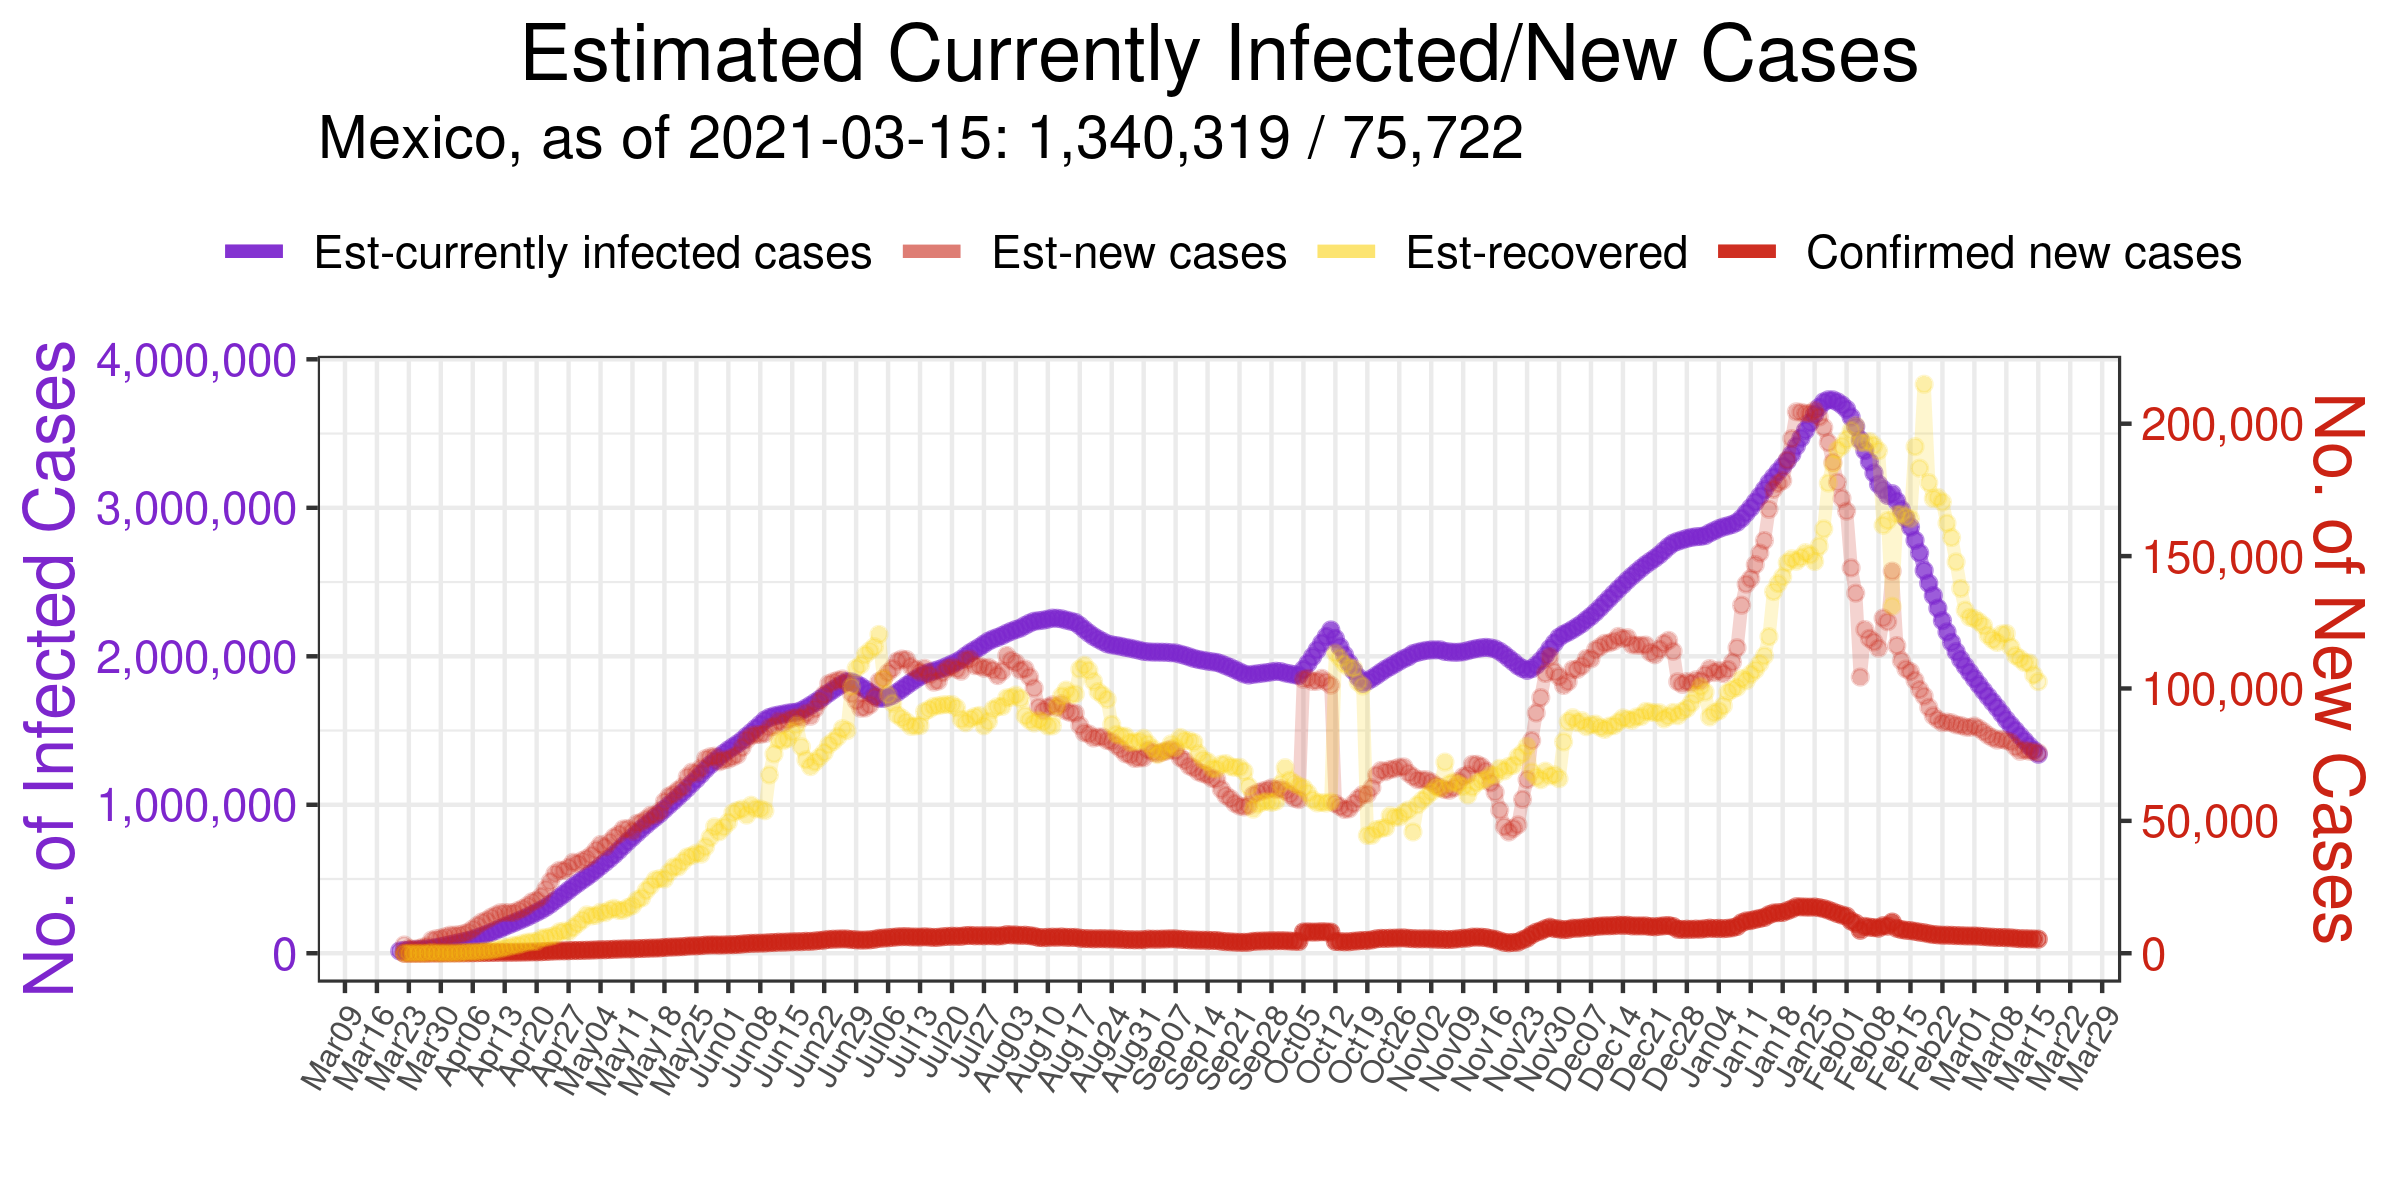 Estimated Currently Infected/New Cases
Mexico, as of 2021-03-15: 1,340,319 / 75,722
Est-currently infected cases Est-new cases Est-recovered Confirmed new cases
No. of Infected Cases
4,000,000
3,000,000
2,000,000
1,000,000
0
200,000
150,000
100,000
50,000
0
No. of New Cases
Mar09 Mar16 Mar23 Mar30 Apr06 Apr13 Apr20 Apr27 May04 May11 May18 May25 Jun01 Jun08 Jun15 Jun22 Jun29 Jul06 Jul13 Jul20 Jul27 Aug03 Aug10 Aug17 Aug24 Aug31 Sep07 Sep14 Sep21 Sep28 Oct05 Oct12 Oct19 Oct26 Nov02 Nov09 Nov16 Nov23 Nov30 Dec07 Dec14 Dec21 Dec28 Jan04 Jan11 Jan18 Jan25 Feb01 Feb08 Feb15 Feb22 Mar01 Mar08 Mar15 Mar22 Mar29